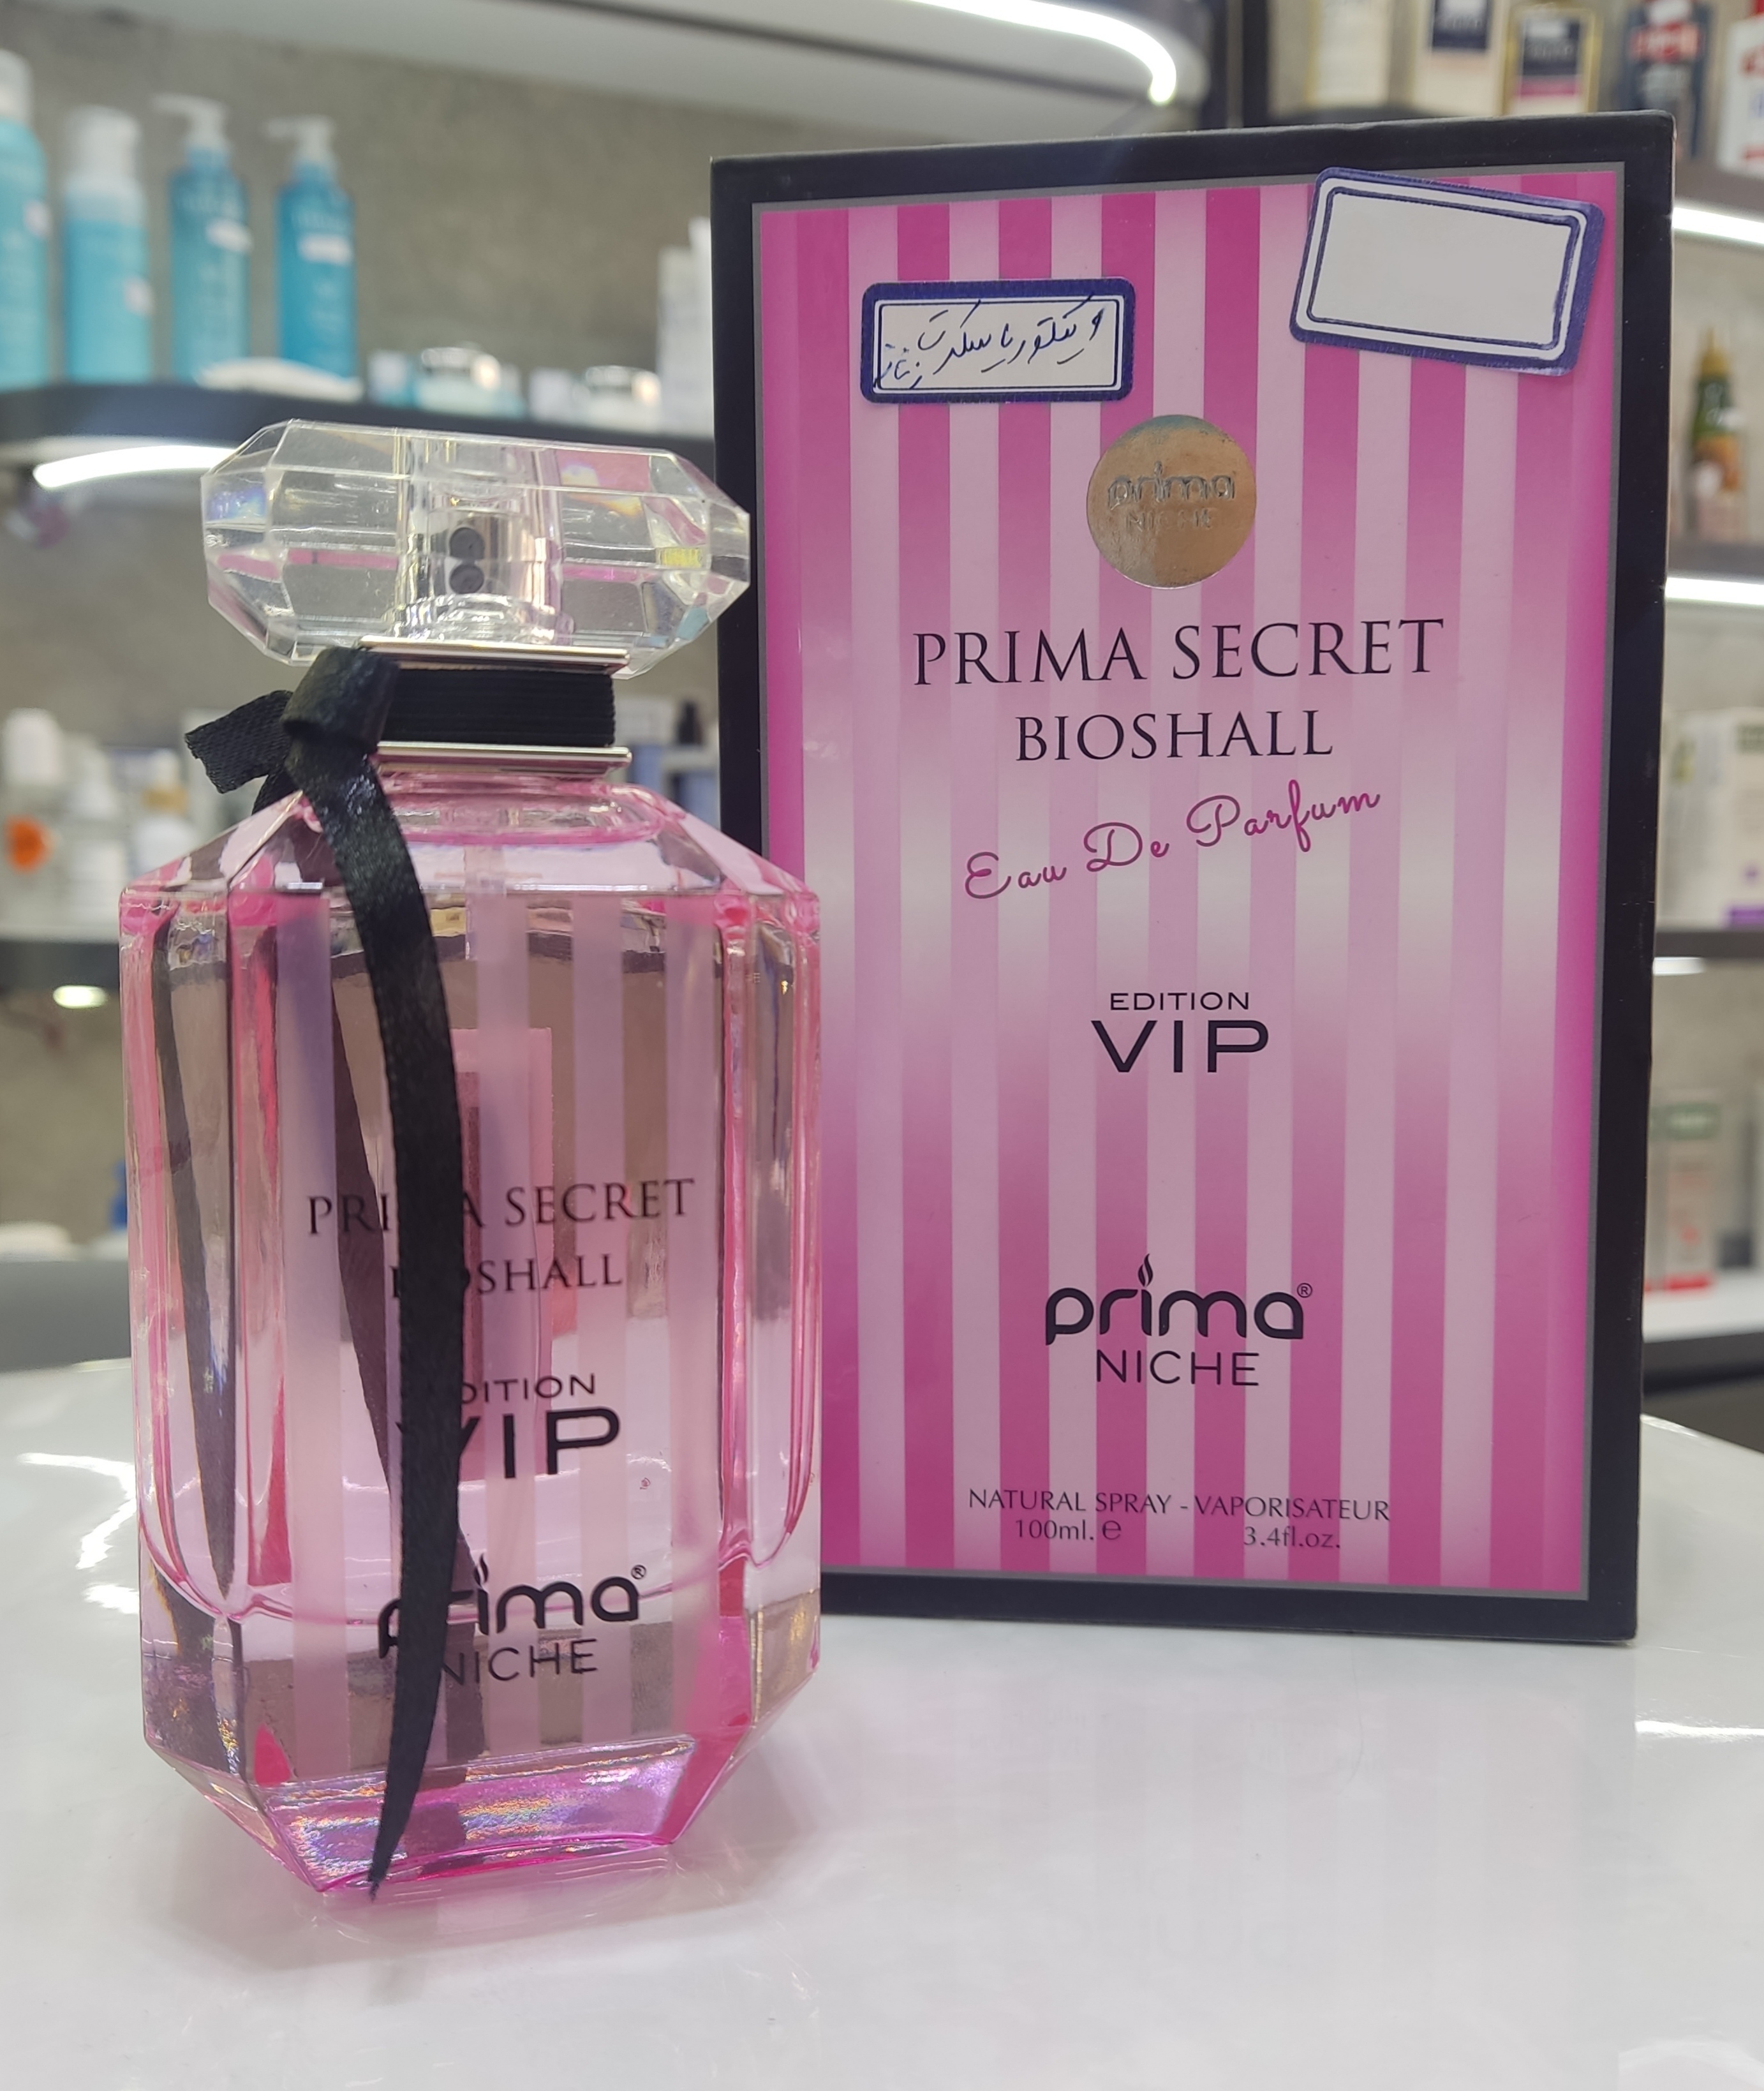 ویکتوریا سکرت
زنانه
prima
NICHE
PRIMA SECRET
BIOSHALL
Eau De Parfum
EDITION
VIP
prima®
NICHE
NATURAL SPRAY - VAPORISATEUR
100ml. e 3.4fl.oz.
PRIMA SECRET
BIOSHALL
EDITION
VIP
prima®
NICHE